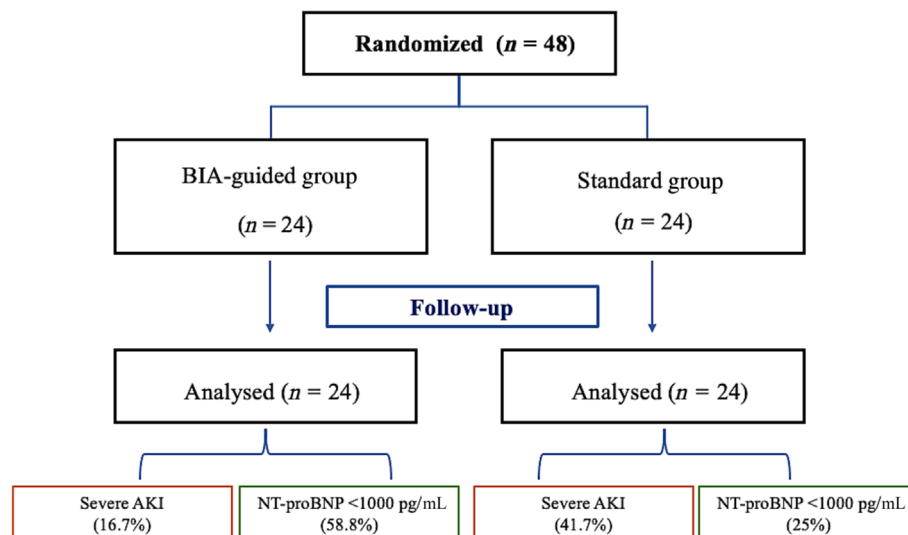 Randomized (n = 48)
BIA-guided group
(n = 24)
Standard group
(n = 24)
Follow-up
Analysed (n = 24)
Analysed (n = 24)
Severe AKI
(16.7%)
NT-proBNP <1000 pg/mL
(58.8%)
Severe AKI
(41.7%)
NT-proBNP <1000 pg/mL
(25%)